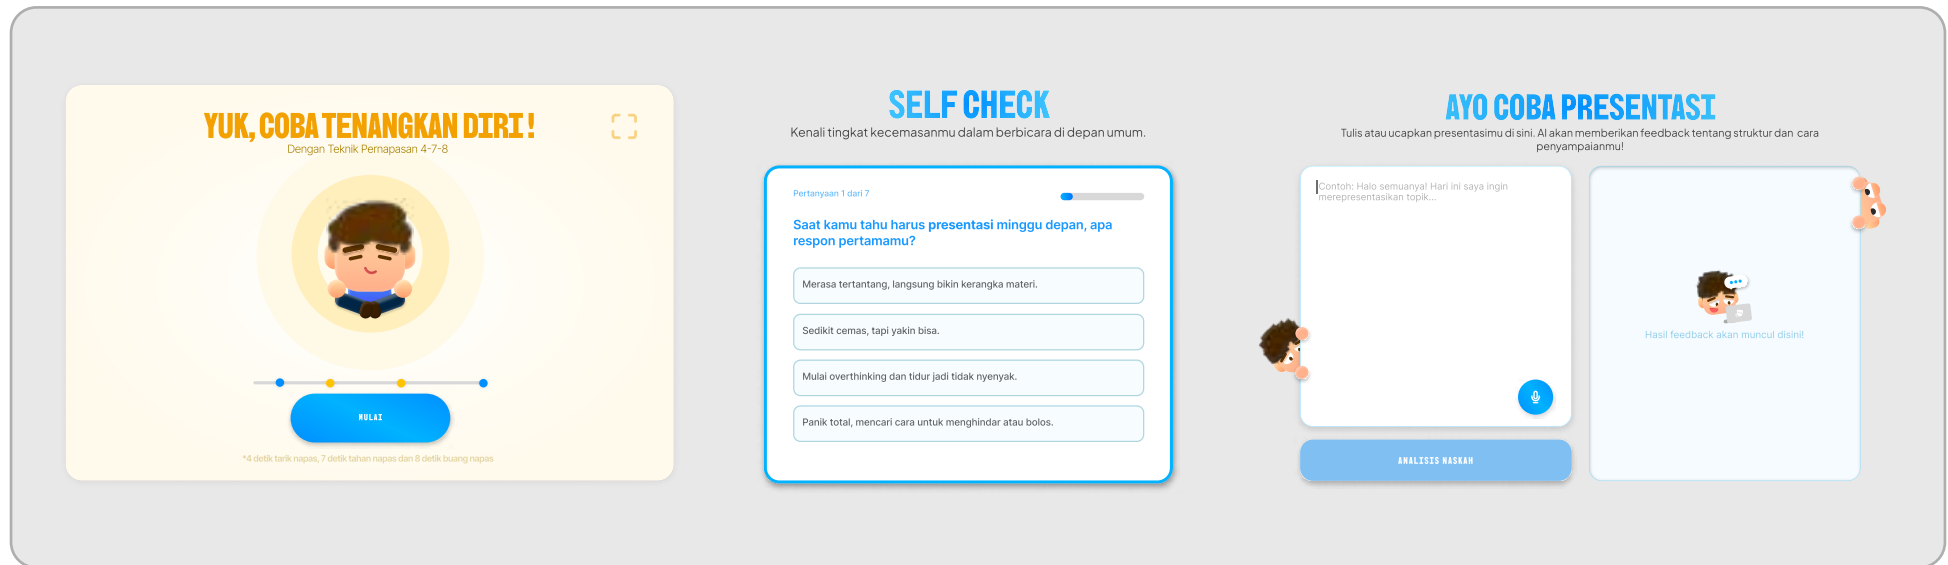 YUK, COBA TENANGKAN DIRI!
Dengan Teknik Pernapasan 4-7-8
MULAI
*4 detik tarik napas, 7 detik tahan napas dan 8 detik buang napas
SELF CHECK
Kenali tingkat kecemasanmu dalam berbicara di depan umum.
Pertanyaan 1 dari 7
Saat kamu tahu harus presentasi minggu depan, apa
respon pertamamu?
Merasa tertantang, langsung bikin kerangka materi.
Sedikit cemas, tapi yakin bisa.
Mulai overthinking dan tidur jadi tidak nyenyak.
Panik total, mencari cara untuk menghindar atau bolos.
AYO COBA PRESENTASI
Tulis atau ucapkan presentasimu di sini. AI akan memberikan feedback tentang struktur dan cara
penyampaianmu!
Contoh: Halo semuanya! Hari ini saya ingin
merepresentasikan topik...
ANALISIS NASKAH
Hasil feedback akan muncul disini!